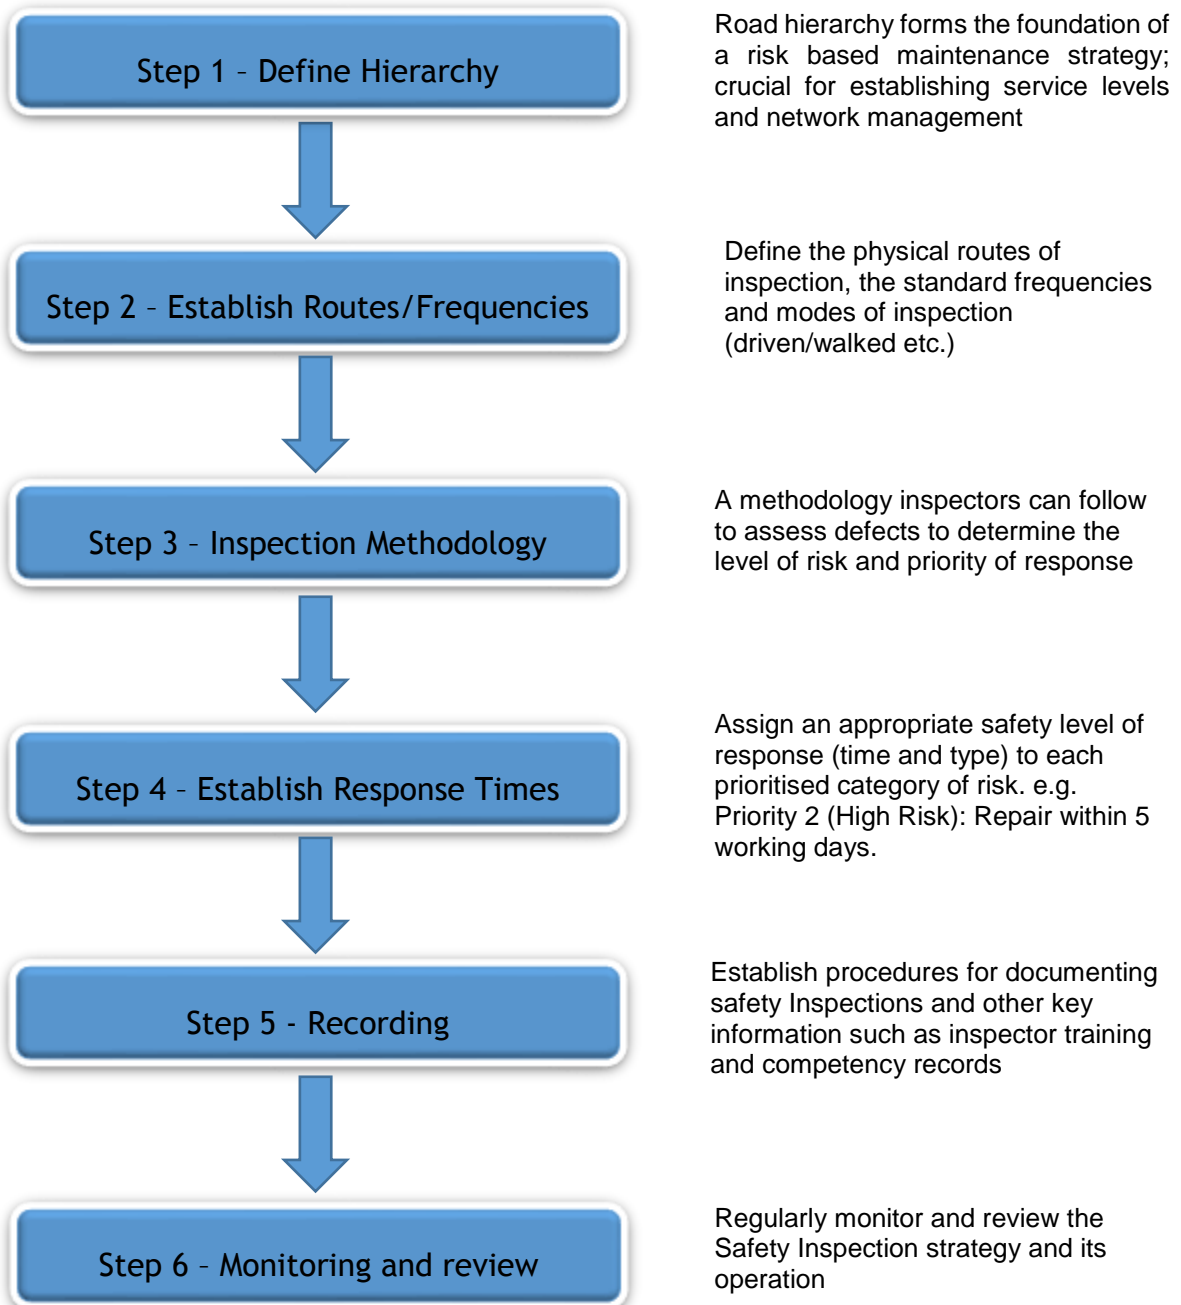 Step 1 – Define Hierarchy
Road hierarchy forms the foundation of
a risk based maintenance strategy;
crucial for establishing service levels
and network management
Step 2 – Establish Routes/Frequencies
Define the physical routes of
inspection, the standard frequencies
and modes of inspection
(driven/walked etc.)
Step 3 – Inspection Methodology
A methodology inspectors can follow
to assess defects to determine the
level of risk and priority of response
Step 4 – Establish Response Times
Assign an appropriate safety level of
response (time and type) to each
prioritised category of risk. e.g.
Priority 2 (High Risk): Repair within 5
working days.
Step 5 - Recording
Establish procedures for documenting
safety Inspections and other key
information such as inspector training
and competency records
Step 6 – Monitoring and review
Regularly monitor and review the
Safety Inspection strategy and its
operation